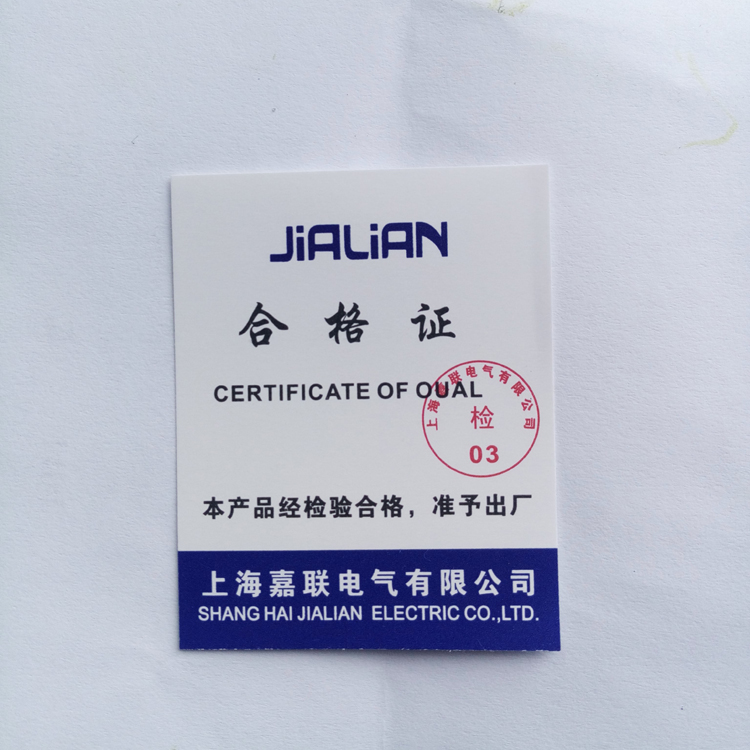 JiALiAN
合格证
CERTIFICATE OF OUAL
上海嘉联电气有限公司
检
03
本产品经检验合格，准予出厂
上海嘉联电气有限公司
SHANG HAI JIALIAN ELECTRIC CO.,LTD.